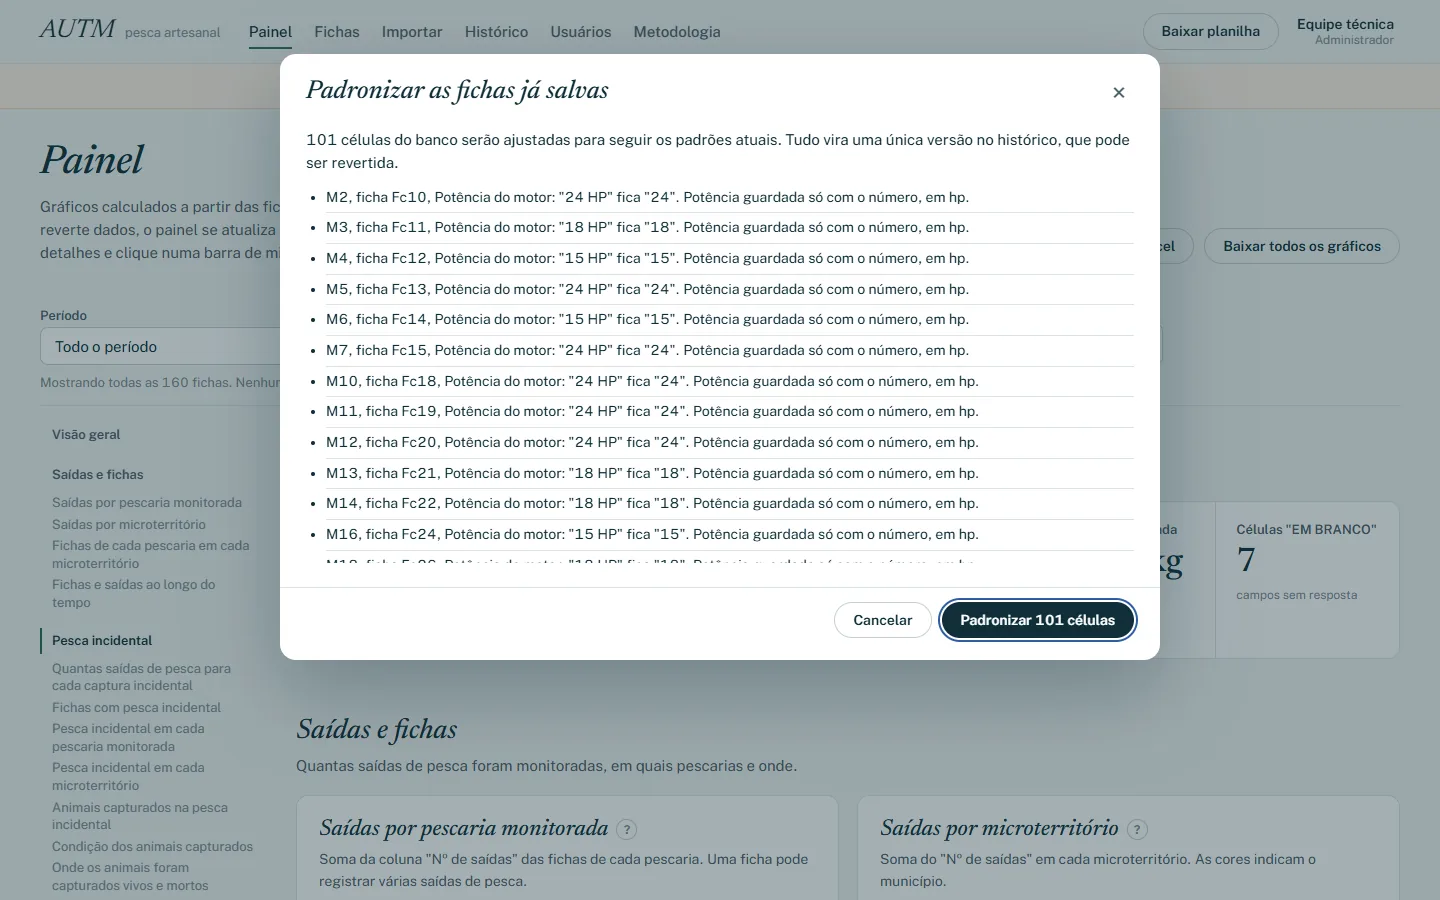 AUTM pesca artesanal Painel Fichas Importar Histórico Usuários Metodologia Baixar planilha Equipe técnica
Administrador
Padronizar as fichas já salvas ✕
101 células do banco serão ajustadas para seguir os padrões atuais. Tudo vira uma única versão no histórico, que pode
ser revertida.
• M2, ficha Fc10, Potência do motor: "24 HP" fica "24". Potência guardada só com o número, em hp.
• M3, ficha Fc11, Potência do motor: "18 HP" fica "18". Potência guardada só com o número, em hp.
• M4, ficha Fc12, Potência do motor: "15 HP" fica "15". Potência guardada só com o número, em hp.
• M5, ficha Fc13, Potência do motor: "24 HP" fica "24". Potência guardada só com o número, em hp.
• M6, ficha Fc14, Potência do motor: "15 HP" fica "15". Potência guardada só com o número, em hp.
• M7, ficha Fc15, Potência do motor: "24 HP" fica "24". Potência guardada só com o número, em hp.
• M10, ficha Fc18, Potência do motor: "24 HP" fica "24". Potência guardada só com o número, em hp.
• M11, ficha Fc19, Potência do motor: "24 HP" fica "24". Potência guardada só com o número, em hp.
• M12, ficha Fc20, Potência do motor: "24 HP" fica "24". Potência guardada só com o número, em hp.
• M13, ficha Fc21, Potência do motor: "18 HP" fica "18". Potência guardada só com o número, em hp.
• M14, ficha Fc22, Potência do motor: "18 HP" fica "18". Potência guardada só com o número, em hp.
• M16, ficha Fc24, Potência do motor: "15 HP" fica "15". Potência guardada só com o número, em hp.
Cancelar Padronizar 101 células
Painel
Gráficos calculados a partir das
reverte dados, o painel se atualiza
detalhes e clique numa barra de
Baixar todos os gráficos
Período
Todo o período
Mostrando todas as 160 fichas.
Visão geral
Saídas e fichas
Saídas por pescaria monitorada
Saídas por microterritório
Fichas de cada pescaria em cada
microterritório
Fichas e saídas ao longo do
tempo
Pesca incidental
Quantas saídas de pesca para
cada captura incidental
Fichas com pesca incidental
Pesca incidental em cada
pescaria monitorada
Pesca incidental em cada
microterritório
Animais capturados na pesca
incidental
Condição dos animais capturados
Onde os animais foram
capturados vivos e mortos
kg
Células "EM BRANCO"
7
campos sem resposta
Saídas e fichas
Quantas saídas de pesca foram monitoradas, em quais pescarias e onde.
Saídas por pescaria monitorada ?
Soma da coluna "Nº de saídas" das fichas de cada pescaria. Uma ficha pode
registrar várias saídas de pesca.
Saídas por microterritório ?
Soma do "Nº de saídas" em cada microterritório. As cores indicam o
município.